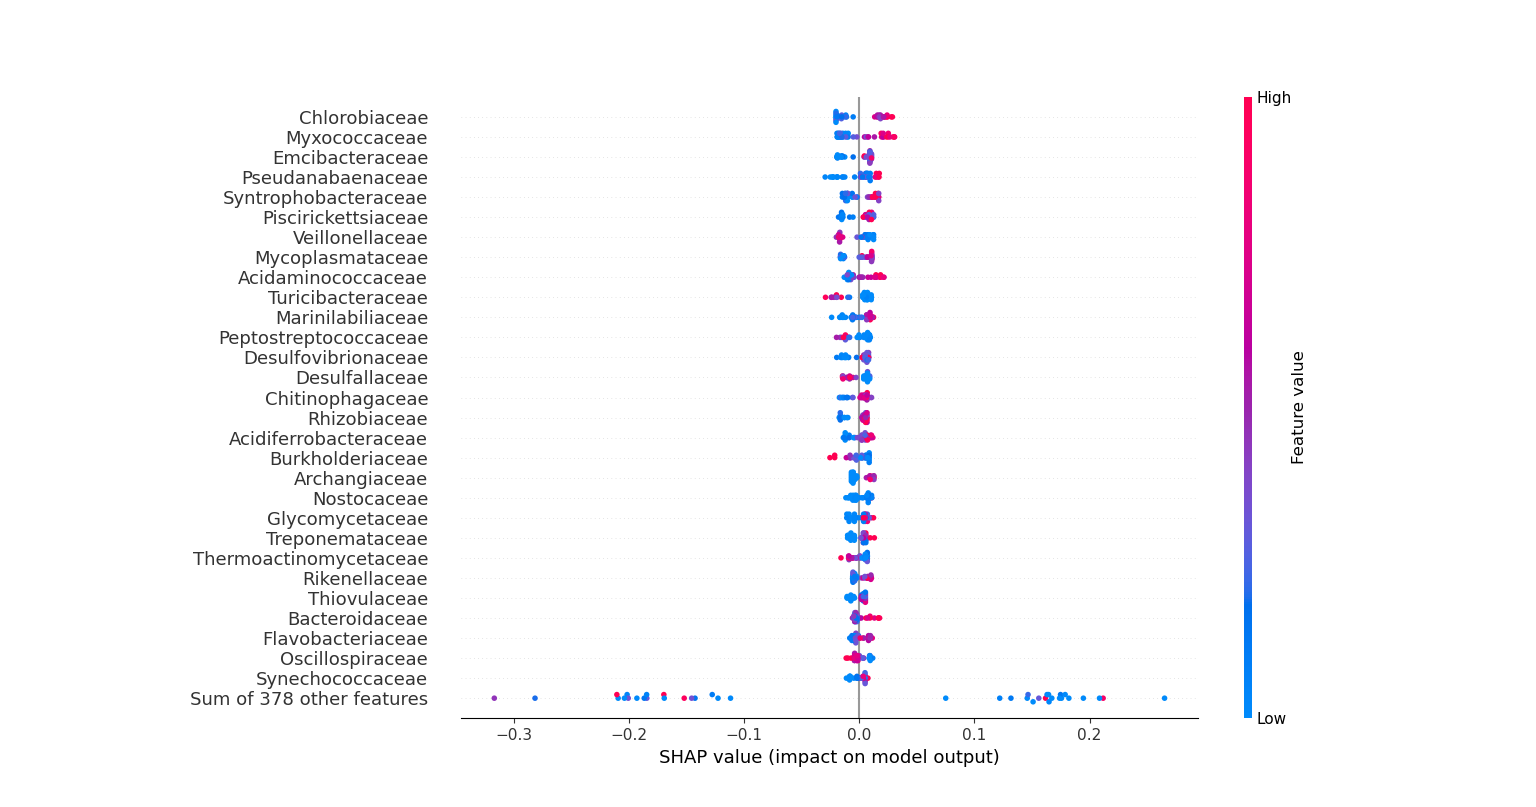 High
Chlorobiaceae
Myxococcaceae
Emcibacteraceae
Pseudanabaenaceae
Syntrophobacteraceae
Piscirickettsiaceae
Veillonellaceae
Mycoplasmataceae
Acidaminococcaceae
Turicibacteraceae
Marinilabiliaceae
Peptostreptococcaceae
Desulfovibrionaceae
Desulfallaceae
Chitinophagaceae
Rhizobiaceae
Acidiferrobacteraceae
Burkholderiaceae
Archangiaceae
Nostocaceae
Glycomycetaceae
Treponemataceae
Thermoactinomycetaceae
Rikenellaceae
Thiovulaceae
Bacteroidaceae
Flavobacteriaceae
Oscillospiraceae
Synechococcaceae
Sum of 378 other features
Feature value
Low
−0.3 −0.2 −0.1 0.0 0.1 0.2
SHAP value (impact on model output)